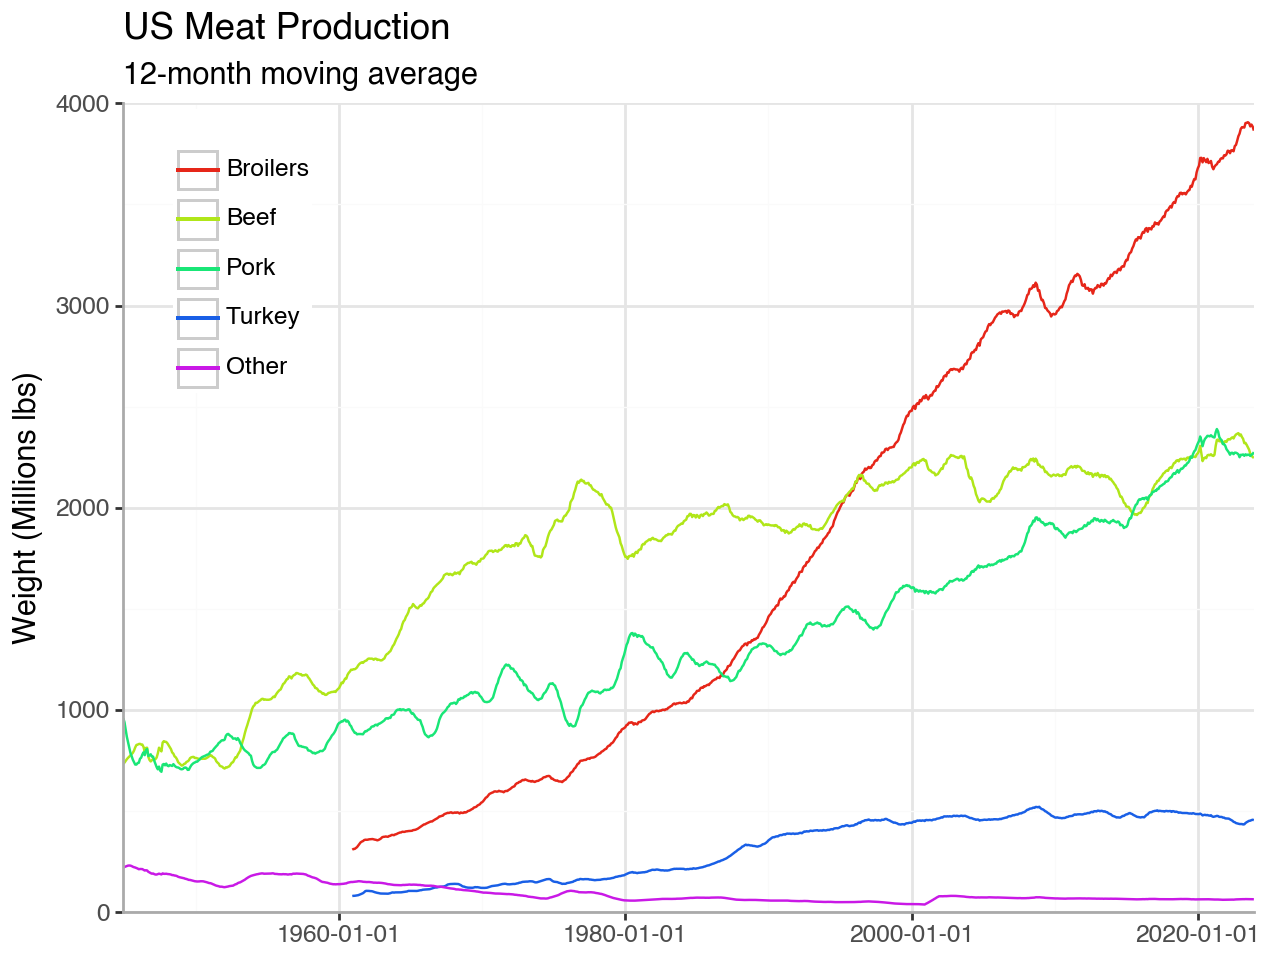 US Meat Production
12-month moving average
4000
3000
2000
1000
0
Weight (Millions lbs)
Broilers
Beef
Pork
Turkey
Other
1960-01-01
1980-01-01
2000-01-01
2020-01-01